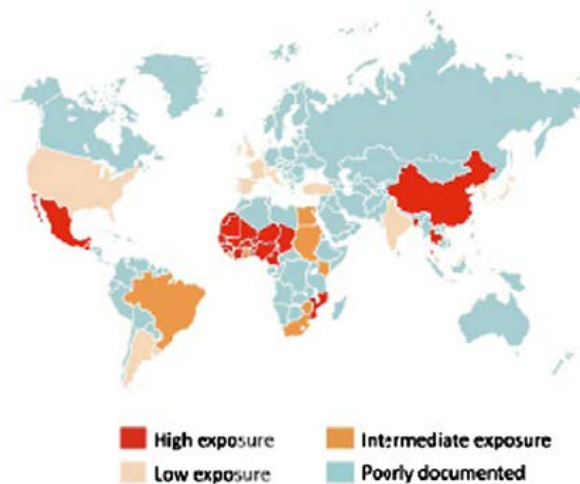 High exposure
Intermediate exposure
Low exposure
Poorly documented